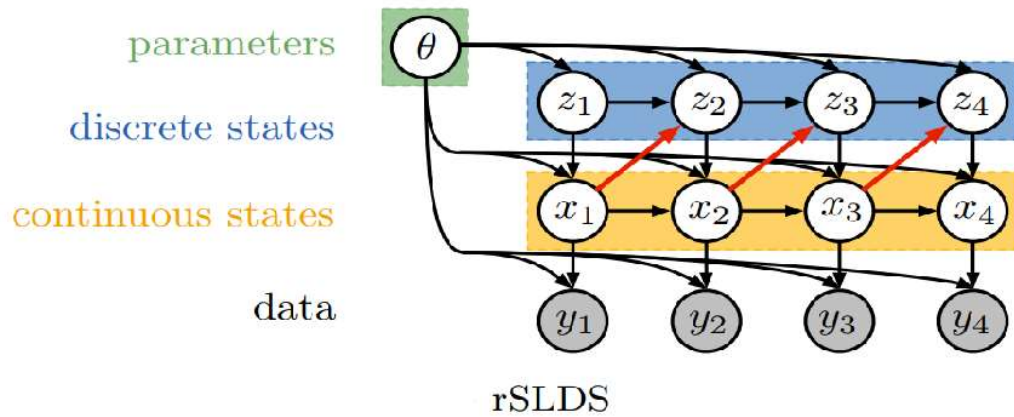 parameters θ
z₁ z₂ z₃ z₄
discrete states
continuous states x₁ x₂ x₃ x₄
data y₁ y₂ y₃ y₄
rSLDS